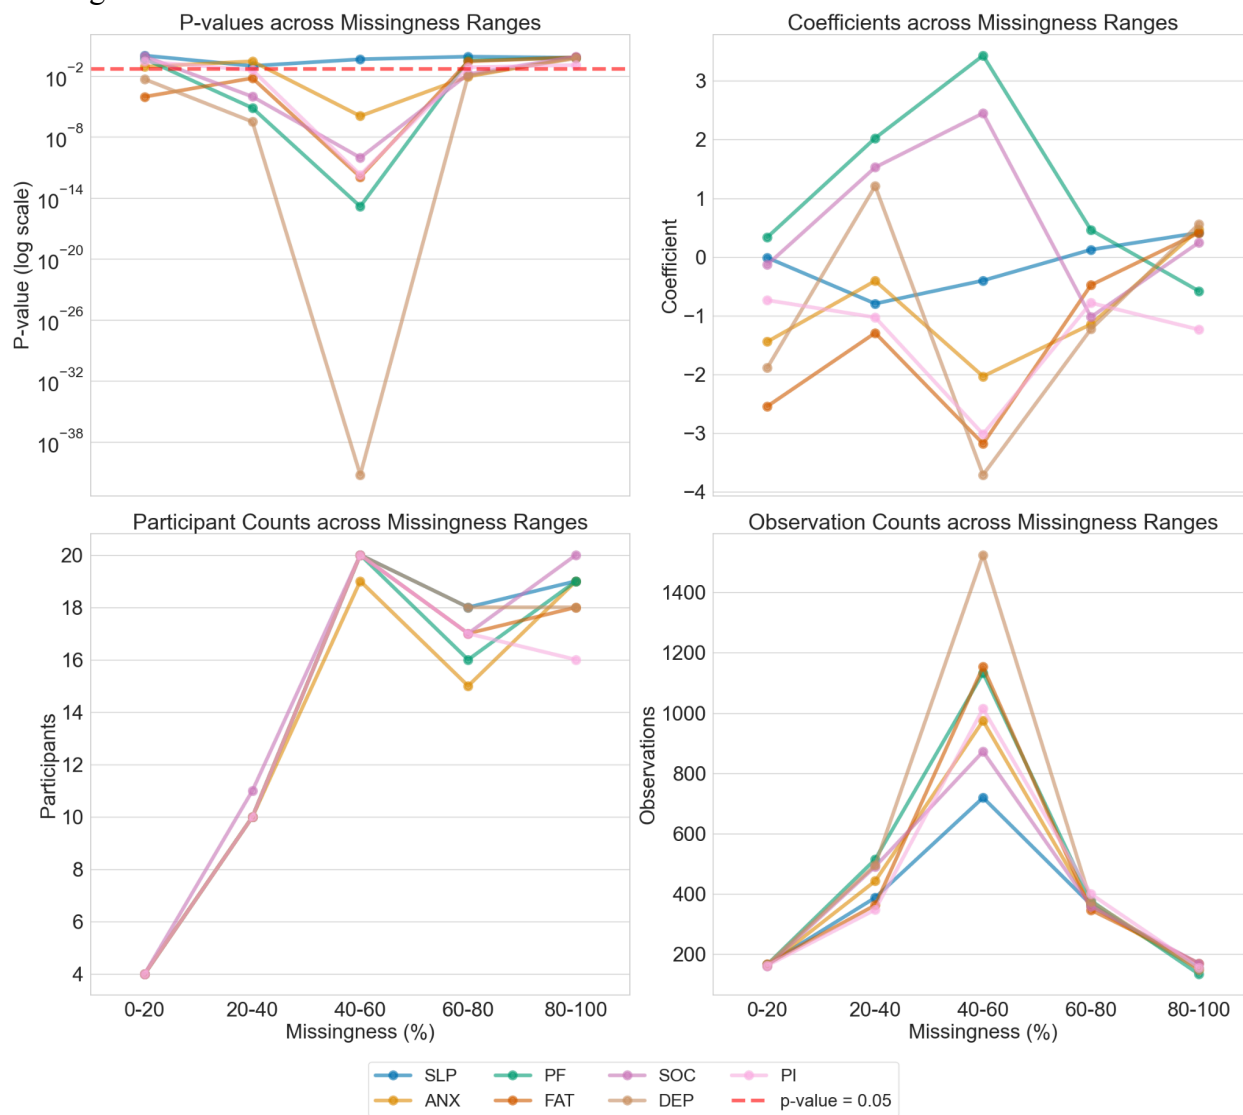 P-values across Missingness Ranges
10⁻²
10⁻⁸
10⁻¹⁴
10⁻²⁰
10⁻²⁶
10⁻³²
10⁻³⁸
P-value (log scale)
Coefficients across Missingness Ranges
3
2
1
0
−1
−2
−3
−4
Coefficient
Participant Counts across Missingness Ranges
20
18
16
14
12
10
8
6
4
Participants
0-20 20-40 40-60 60-80 80-100
Missingness (%)
Observation Counts across Missingness Ranges
1400
1200
1000
800
600
400
200
Observations
0-20 20-40 40-60 60-80 80-100
Missingness (%)
SLP PF SOC PI
ANX FAT DEP p-value = 0.05